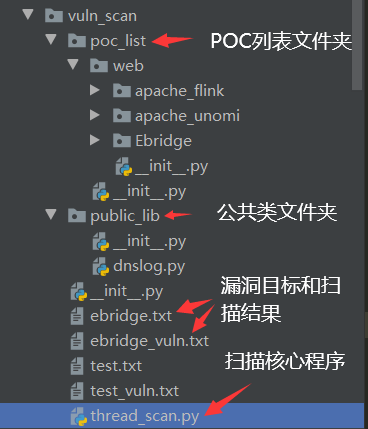 vuln_scan
poc_list
POC列表文件夹
web
apache_flink
apache_unomi
Ebridge
__init__.py
__init__.py
public_lib
公共类文件夹
__init__.py
dnslog.py
__init__.py
漏洞目标和扫
描结果
ebridge.txt
ebridge_vuln.txt
test.txt
扫描核心程序
test_vuln.txt
thread_scan.py